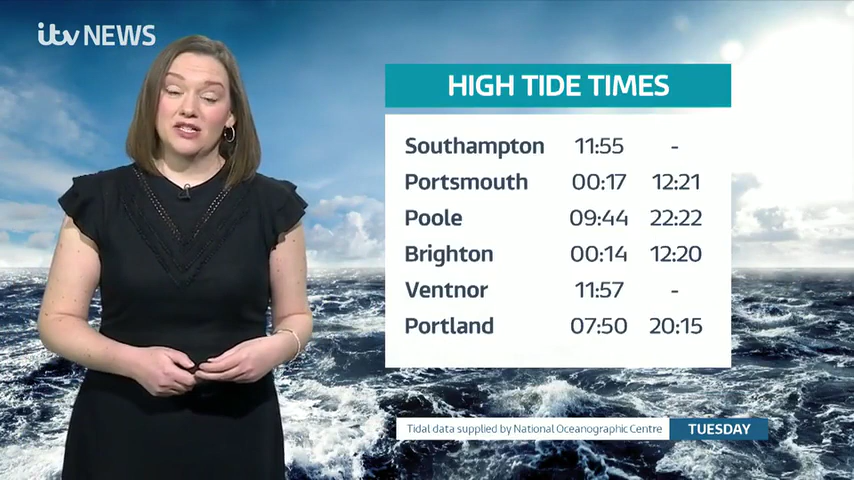 itv NEWS
HIGH TIDE TIMES
Southampton 11:55 -
Portsmouth 00:17 12:21
Poole 09:44 22:22
Brighton 00:14 12:20
Ventnor 11:57 -
Portland 07:50 20:15
Tidal data supplied by National Oceanographic Centre TUESDAY